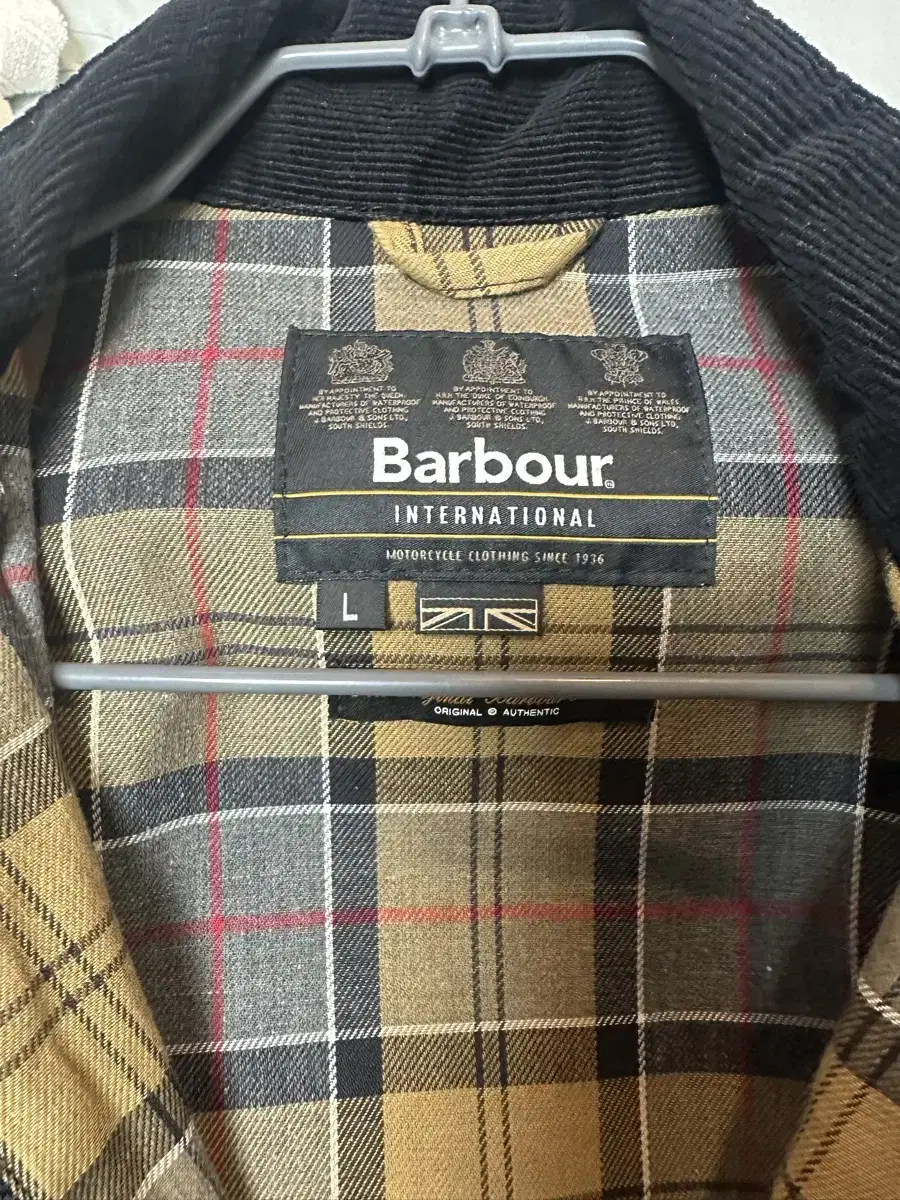 BY APPOINTMENT TO
HER MAJESTY THE QUEEN
MANUFACTURERS OF WATERPROOF
AND PROTECTIVE CLOTHING
J. BARBOUR & SONS LTD,
SOUTH SHIELDS.
BY APPOINTMENT TO
H.R.H. THE DUKE OF EDINBURGH
MANUFACTURERS OF WATERPROOF
AND PROTECTIVE CLOTHING
J. BARBOUR & SONS LTD,
SOUTH SHIELDS.
BY APPOINTMENT TO
H.R.H. THE PRINCE OF WALES
MANUFACTURERS OF WATERPROOF
AND PROTECTIVE CLOTHING
J. BARBOUR & SONS LTD,
SOUTH SHIELDS.
Barbour
INTERNATIONAL
MOTORCYCLE CLOTHING SINCE 1936
L
ORIGINAL & AUTHENTIC